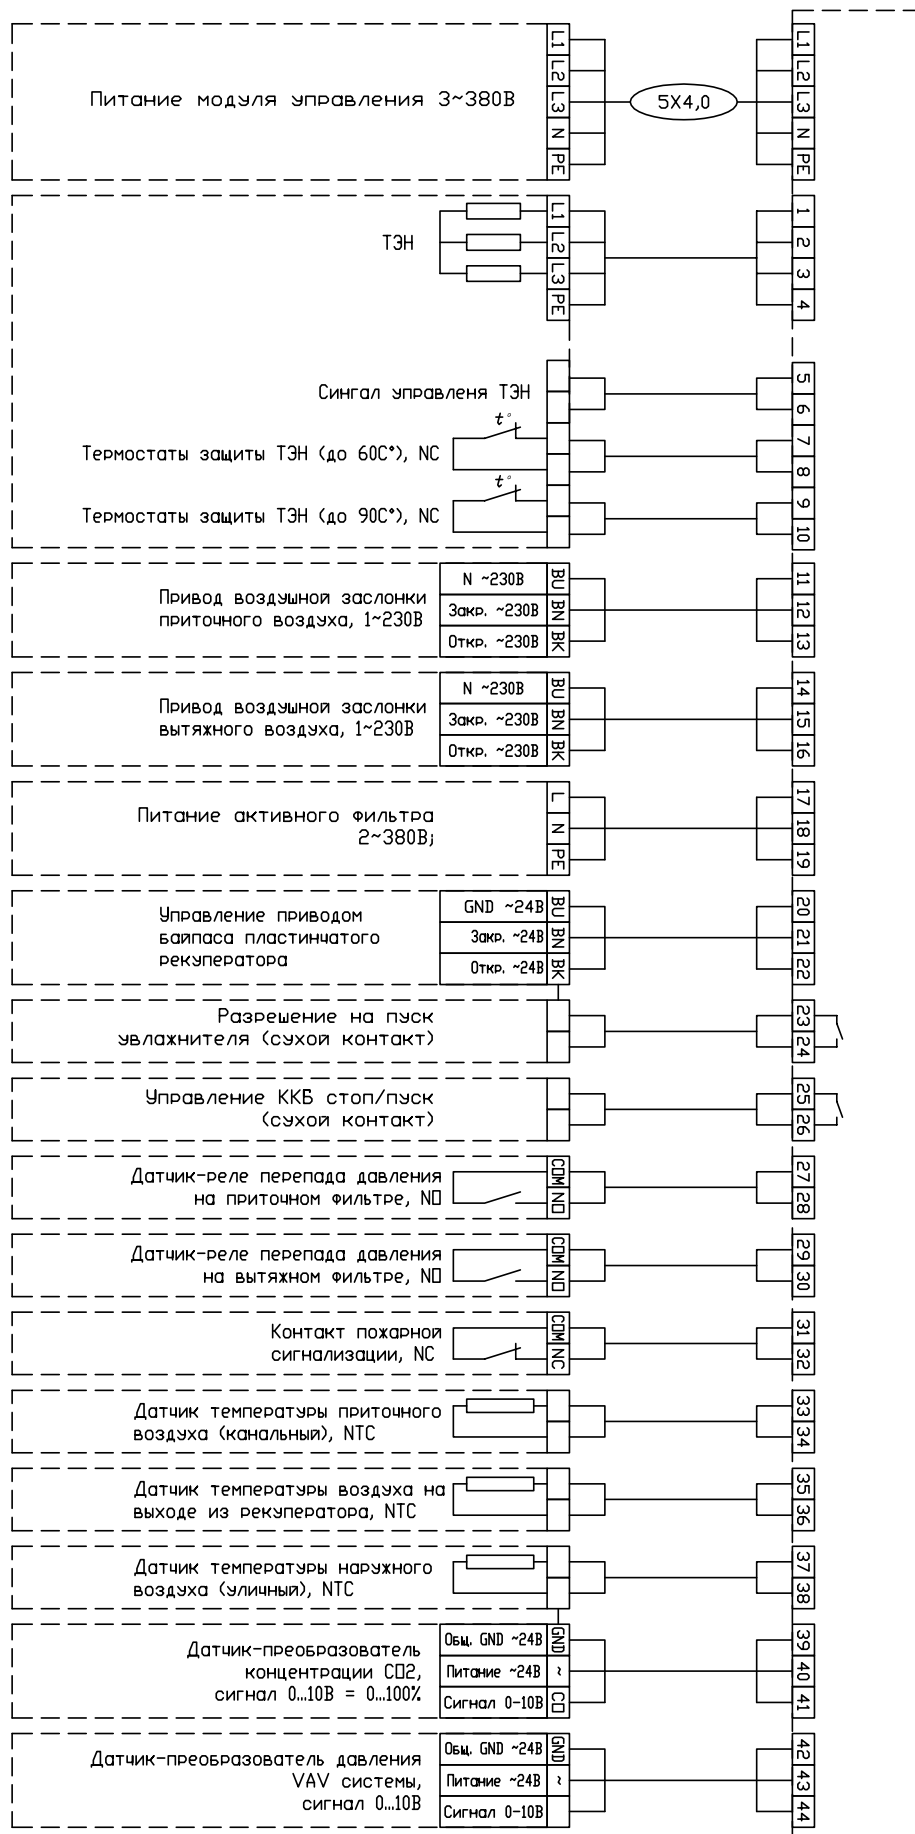 Питание модуля управления 3~380В
L1
L2
L3
N
PE
5X4,0
L1
L2
L3
N
PE
ТЭН
L1
L2
L3
PE
1
2
3
4
Сингал управленя ТЭН
5
6
t°
Термостаты защиты ТЭН (до 60С°), NC
7
8
t°
Термостаты защиты ТЭН (до 90С°), NC
9
10
Привод воздушной заслонки
приточного воздуха, 1~230В
N ~230В
Закр. ~230В
Откр. ~230В
BU
BN
BK
11
12
13
Привод воздушной заслонки
вытяжного воздуха, 1~230В
N ~230В
Закр. ~230В
Откр. ~230В
BU
BN
BK
14
15
16
Питание активного фильтра
2~380В;
L
N
PE
17
18
19
Управление приводом
байпаса пластинчатого
рекуператора
GND ~24В
Закр. ~24В
Откр. ~24В
BU
BN
BK
20
21
22
Разрешение на пуск
увлажнителя (сухой контакт)
23
24
Управление ККБ стоп/пуск
(сухой контакт)
25
26
Датчик-реле перепада давления
на приточном фильтре, NO
COM
NO
27
28
Датчик-реле перепада давления
на вытяжном фильтре, NO
COM
NO
29
30
Контакт пожарной
сигнализации, NC
COM
NC
31
32
Датчик температуры приточного
воздуха (канальный), NTC
33
34
Датчик температуры воздуха на
выходе из рекуператора, NTC
35
36
Датчик температуры наружного
воздуха (уличный), NTC
37
38
Датчик-преобразователь
концентрации СО2,
сигнал 0...10В = 0...100%
Общ. GND ~24В
Питание ~24В
Сигнал 0-10В
GND
~
CO
39
40
41
Датчик-преобразователь давления
VAV системы,
сигнал 0...10В
Общ. GND ~24В
Питание ~24В
Сигнал 0-10В
GND
~
42
43
44